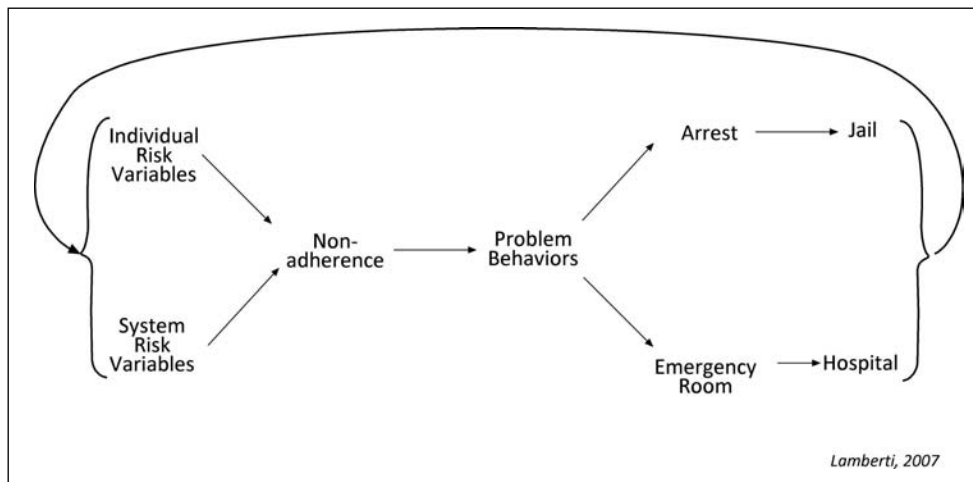 Individual
Risk
Variables
System
Risk
Variables
Non-
adherence
Problem
Behaviors
Arrest
Jail
Emergency
Room
Hospital
Lamberti, 2007